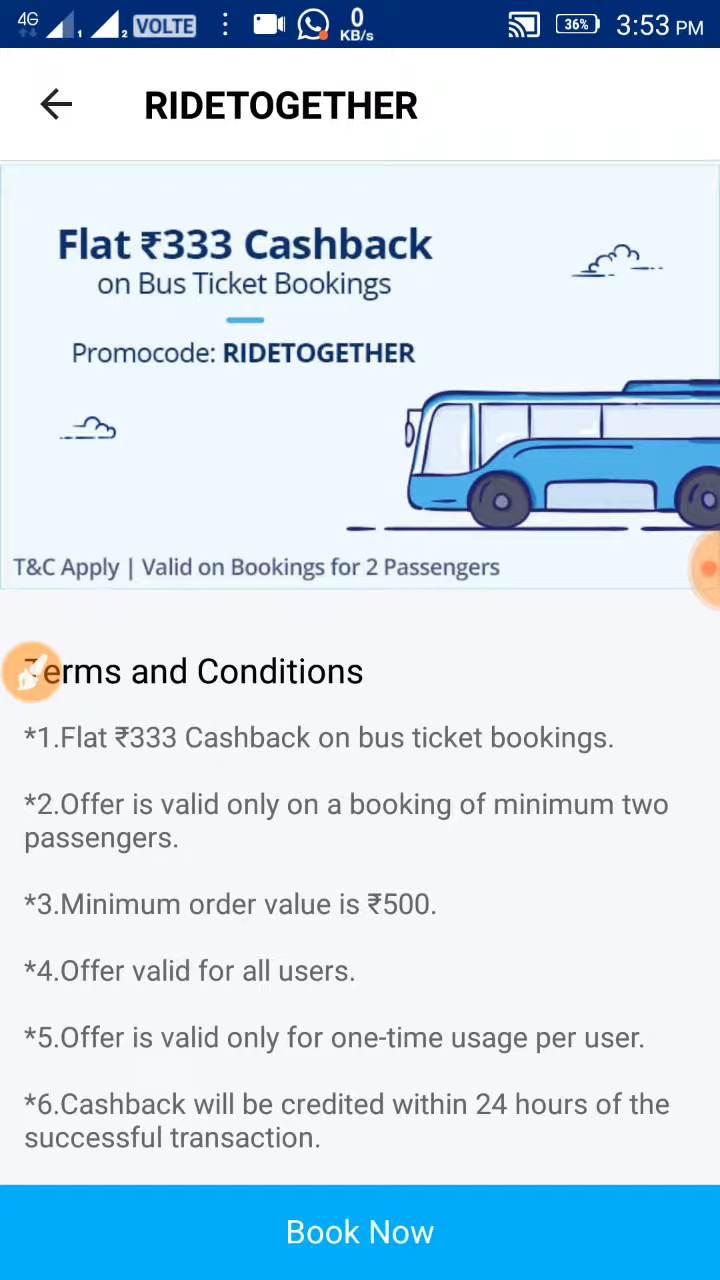 4G 1 2 VOLTE 0 KB/s 36% 3:53 PM
RIDETOGETHER
Flat ₹333 Cashback
on Bus Ticket Bookings
Promocode: RIDETOGETHER
T&C Apply | Valid on Bookings for 2 Passengers
Terms and Conditions
*1.Flat ₹333 Cashback on bus ticket bookings.
*2.Offer is valid only on a booking of minimum two
passengers.
*3.Minimum order value is ₹500.
*4.Offer valid for all users.
*5.Offer is valid only for one-time usage per user.
*6.Cashback will be credited within 24 hours of the
successful transaction.
Book Now